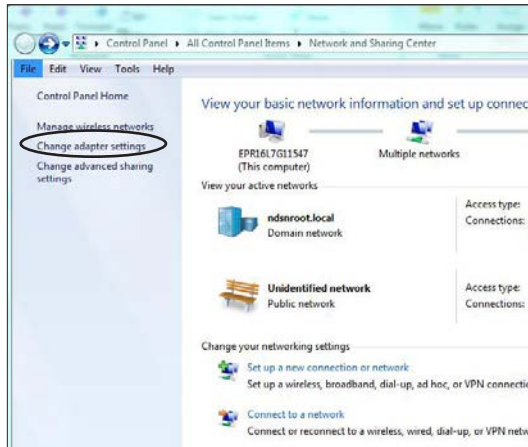 Control Panel ▸ All Control Panel Items ▸ Network and Sharing Center
File Edit View Tools Help
Control Panel Home
Manage wireless networks
Change adapter settings
Change advanced sharing
settings
View your basic network information and set up connec
EPR16L7G11547
(This computer)
Multiple networks
View your active networks
ndsnroot.local
Domain network
Access type:
Connections:
Unidentified network
Public network
Access type:
Connections:
Change your networking settings
Set up a new connection or network
Set up a wireless, broadband, dial-up, ad hoc, or VPN connectio
Connect to a network
Connect or reconnect to a wireless, wired, dial-up, or VPN netw